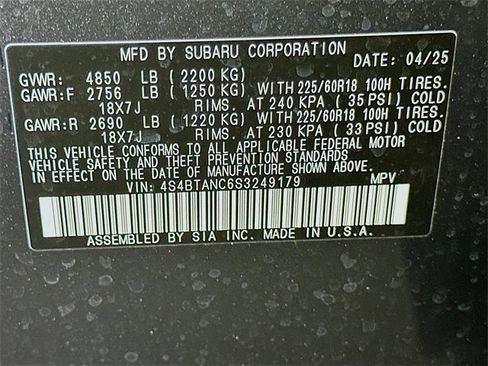 MFD BY SUBARU CORPORATION
DATE: 04/25
GVWR: 4850 LB (2200 KG)
GAWR:F 2756 LB (1250 KG) WITH 225/60R18 100H TIRES.
18X7J RIMS. AT 240 KPA (35 PSI) COLD
GAWR:R 2690 LB (1220 KG) WITH 225/60R18 100H TIRES.
18X7J RIMS. AT 230 KPA (33 PSI) COLD
THIS VEHICLE CONFORMS TO ALL APPLICABLE FEDERAL MOTOR
VEHICLE SAFETY STANDARDS IN EFFECT ON THE DATE OF MANUFACTURE SHOWN ABOVE.
VIN: 4S4BTANC6S3249179 MPV
ASSEMBLED BY SIA INC. MADE IN U.S.A.